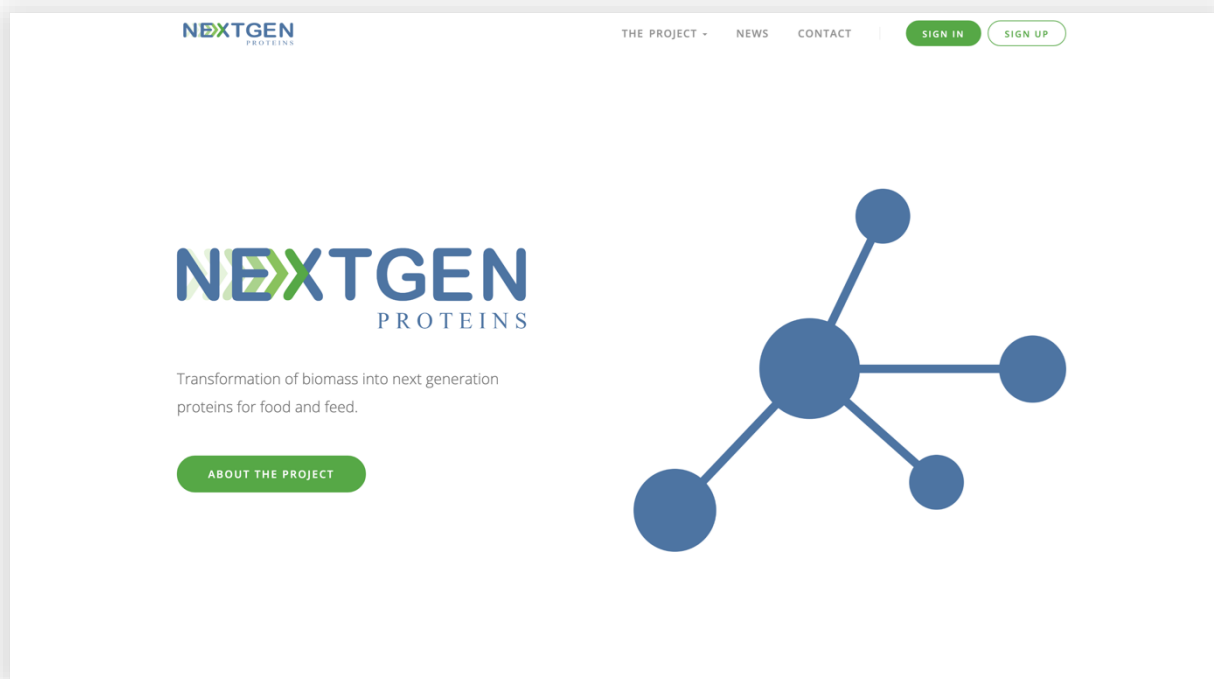 NEXTGEN
PROTEINS
THE PROJECT NEWS CONTACT SIGN IN SIGN UP
NEXTGEN
PROTEINS
Transformation of biomass into next generation
proteins for food and feed.
ABOUT THE PROJECT